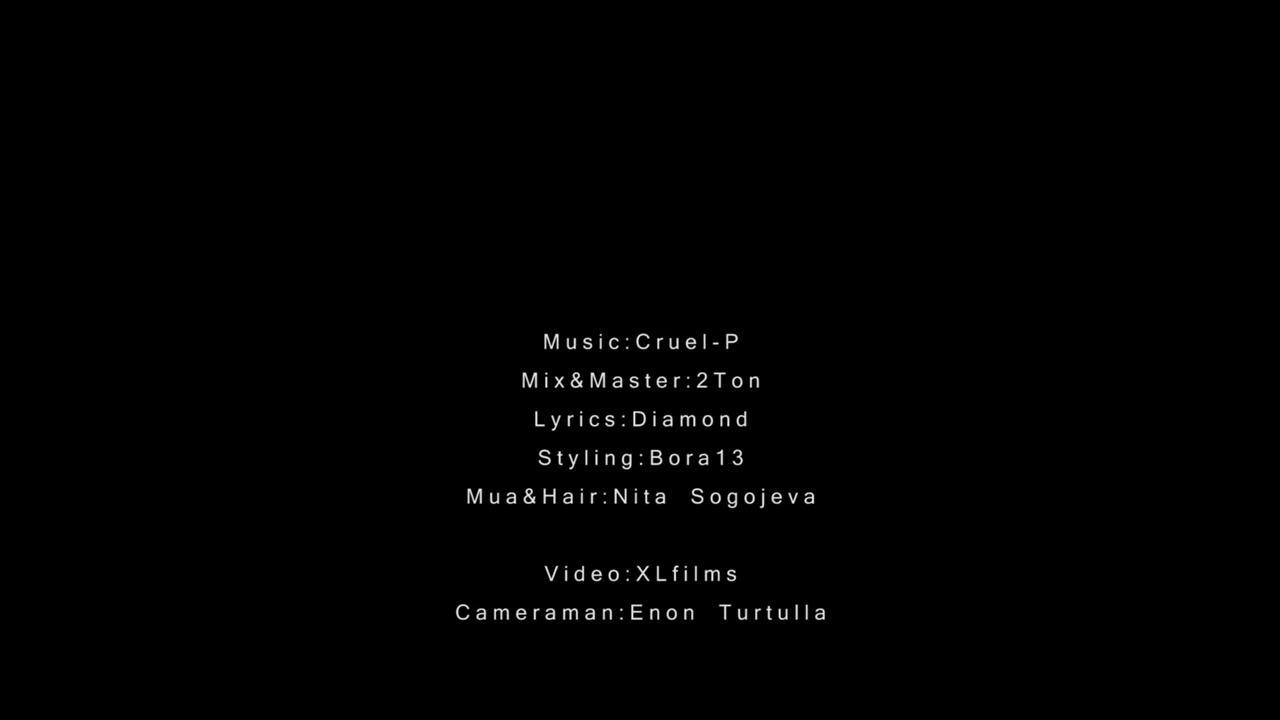 Music:Cruel-P
Mix&Master:2Ton
Lyrics:Diamond
Styling:Bora13
Mua&Hair:Nita Sogojeva
Video:XLfilms
Cameraman:Enon Turtulla